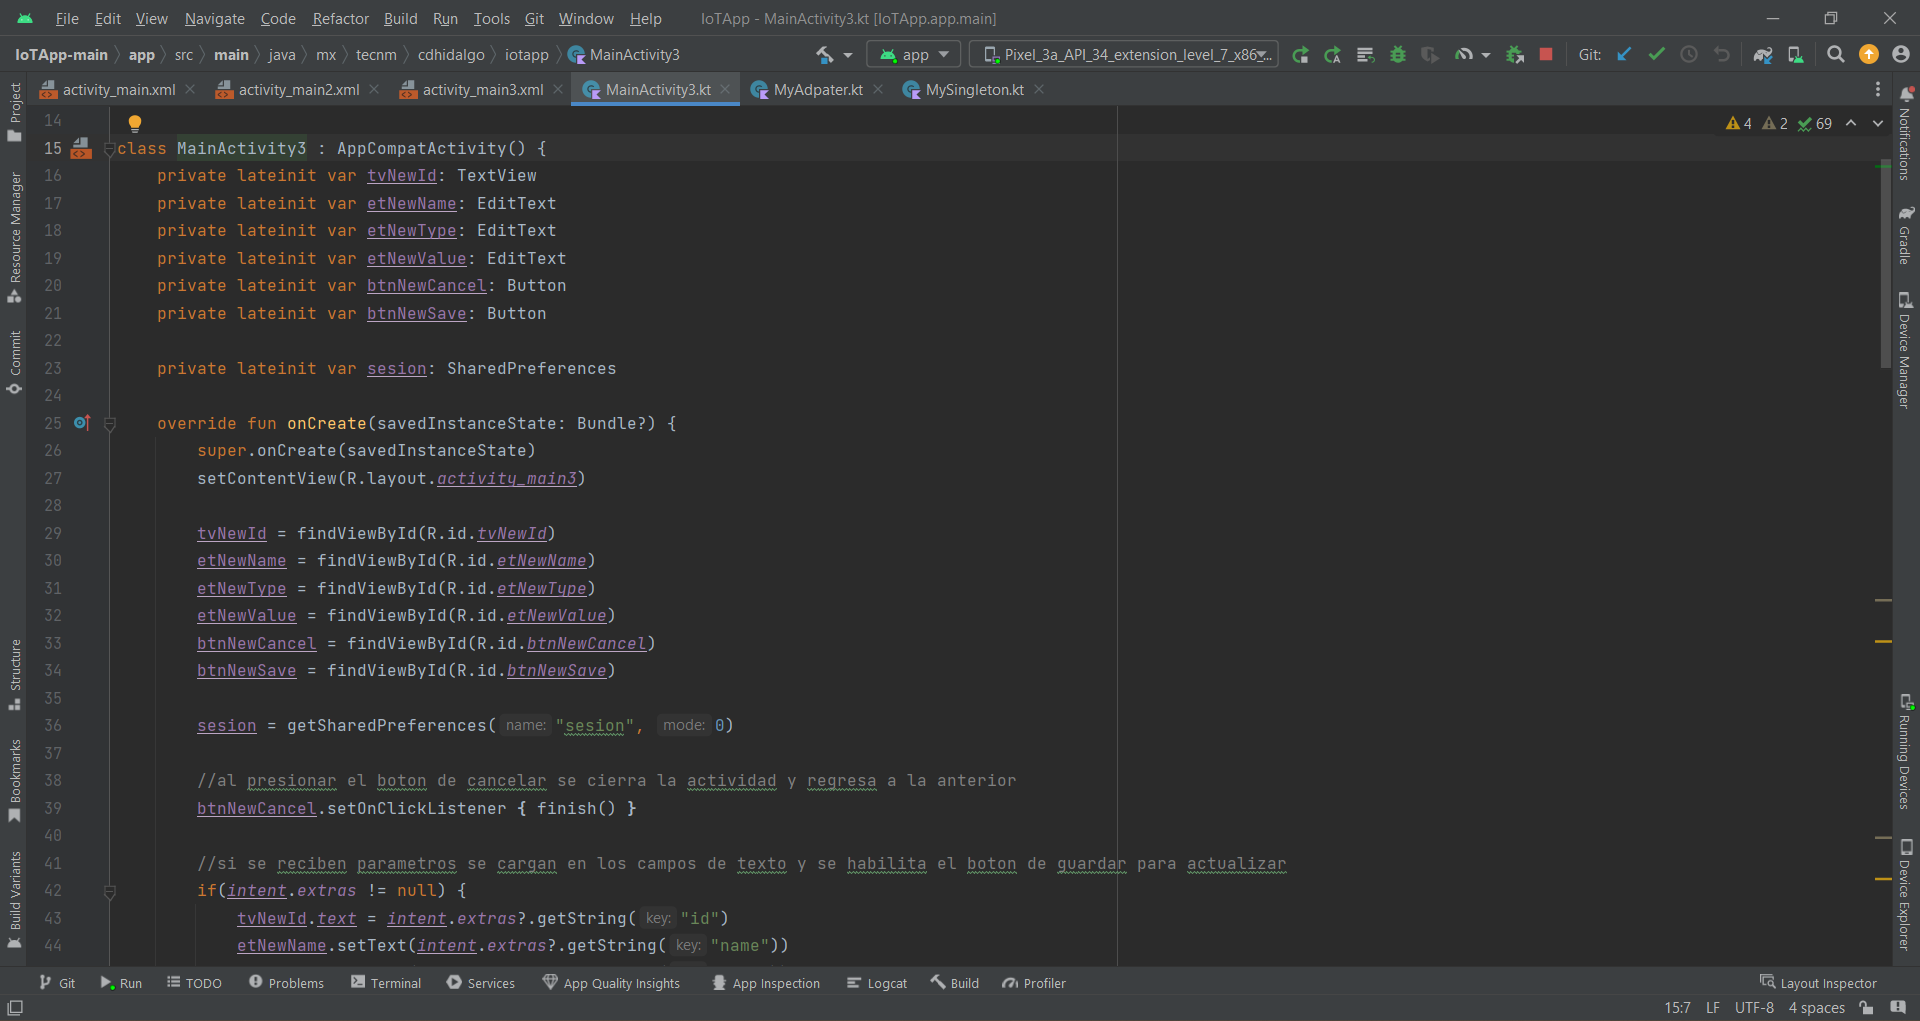 File Edit View Navigate Code Refactor Build Run Tools Git Window Help IoTApp - MainActivity3.kt [IoTApp.app.main]
IoTApp-main app src main java mx tecnm cdhidalgo iotapp MainActivity3 app Pixel_3a_API_34_extension_level_7_x86... Git:
activity_main.xml activity_main2.xml activity_main3.xml MainActivity3.kt MyAdpater.kt MySingleton.kt
Project
Resource Manager
Commit
Structure
Bookmarks
Build Variants
4 2 69
14
15 class MainActivity3 : AppCompatActivity() {
16 private lateinit var tvNewId: TextView
17 private lateinit var etNewName: EditText
18 private lateinit var etNewType: EditText
19 private lateinit var etNewValue: EditText
20 private lateinit var btnNewCancel: Button
21 private lateinit var btnNewSave: Button
22
23 private lateinit var sesion: SharedPreferences
24
25 override fun onCreate(savedInstanceState: Bundle?) {
26 super.onCreate(savedInstanceState)
27 setContentView(R.layout.activity_main3)
28
29 tvNewId = findViewById(R.id.tvNewId)
30 etNewName = findViewById(R.id.etNewName)
31 etNewType = findViewById(R.id.etNewType)
32 etNewValue = findViewById(R.id.etNewValue)
33 btnNewCancel = findViewById(R.id.btnNewCancel)
34 btnNewSave = findViewById(R.id.btnNewSave)
35
36 sesion = getSharedPreferences( name: "sesion", mode: 0)
37
38 //al presionar el boton de cancelar se cierra la actividad y regresa a la anterior
39 btnNewCancel.setOnClickListener { finish() }
40
41 //si se reciben parametros se cargan en los campos de texto y se habilita el boton de guardar para actualizar
42 if(intent.extras != null) {
43 tvNewId.text = intent.extras?.getString( key: "id")
44 etNewName.setText(intent.extras?.getString( key: "name"))
Notifications
Gradle
Device Manager
Running Devices
Device Explorer
Git Run TODO Problems Terminal Services App Quality Insights App Inspection Logcat Build Profiler Layout Inspector
15:7 LF UTF-8 4 spaces